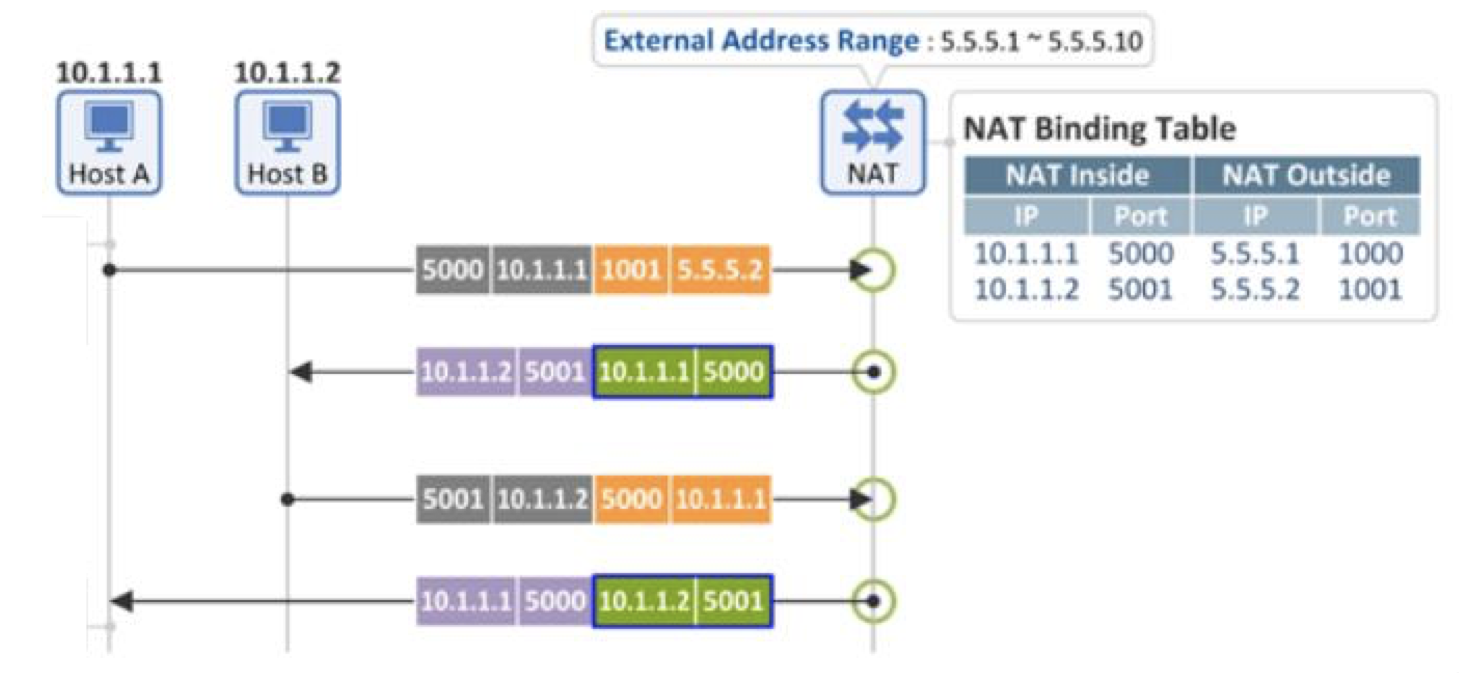 External Address Range : 5.5.5.1 ~ 5.5.5.10
10.1.1.1 10.1.1.2
Host A Host B NAT
NAT Binding Table
NAT Inside NAT Outside
IP Port IP Port
10.1.1.1 5000 5.5.5.1 1000
10.1.1.2 5001 5.5.5.2 1001
5000 10.1.1.1 1001 5.5.5.2
10.1.1.2 5001 10.1.1.1 5000
5001 10.1.1.2 5000 10.1.1.1
10.1.1.1 5000 10.1.1.2 5001